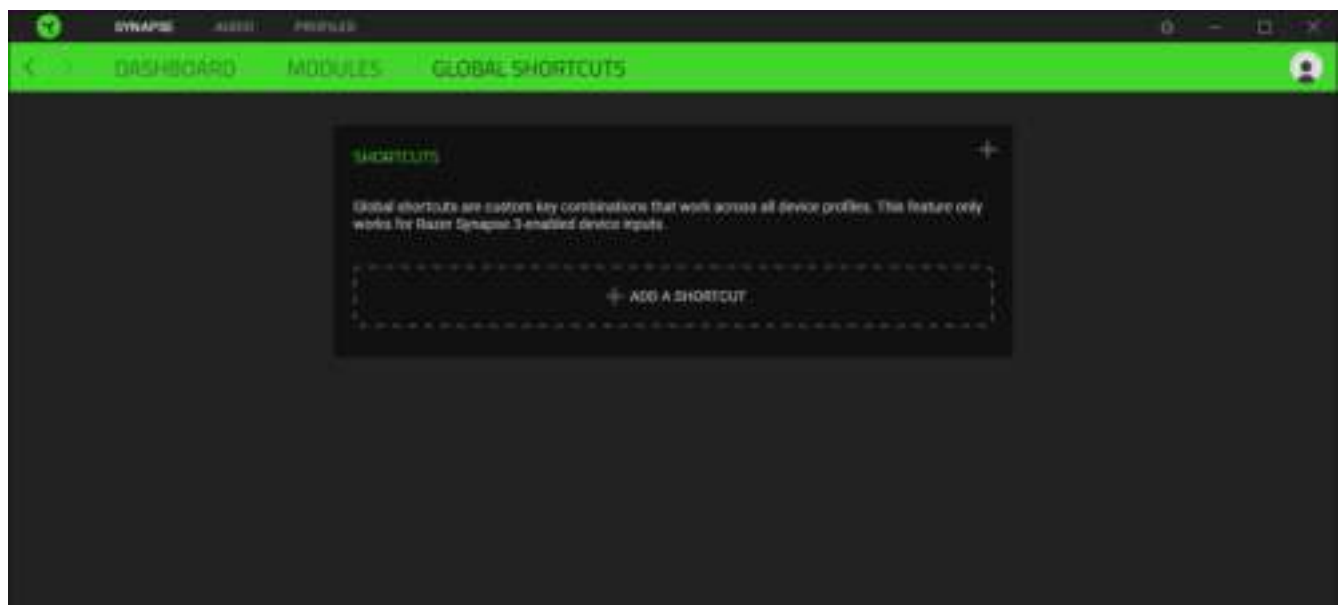 SYNAPSE AUDIO PROFILES
DASHBOARD MODULES GLOBAL SHORTCUTS
SHORTCUTS
Global shortcuts are custom key combinations that work across all device profiles. This feature only
works for Razer Synapse 3-enabled device inputs.
ADD A SHORTCUT